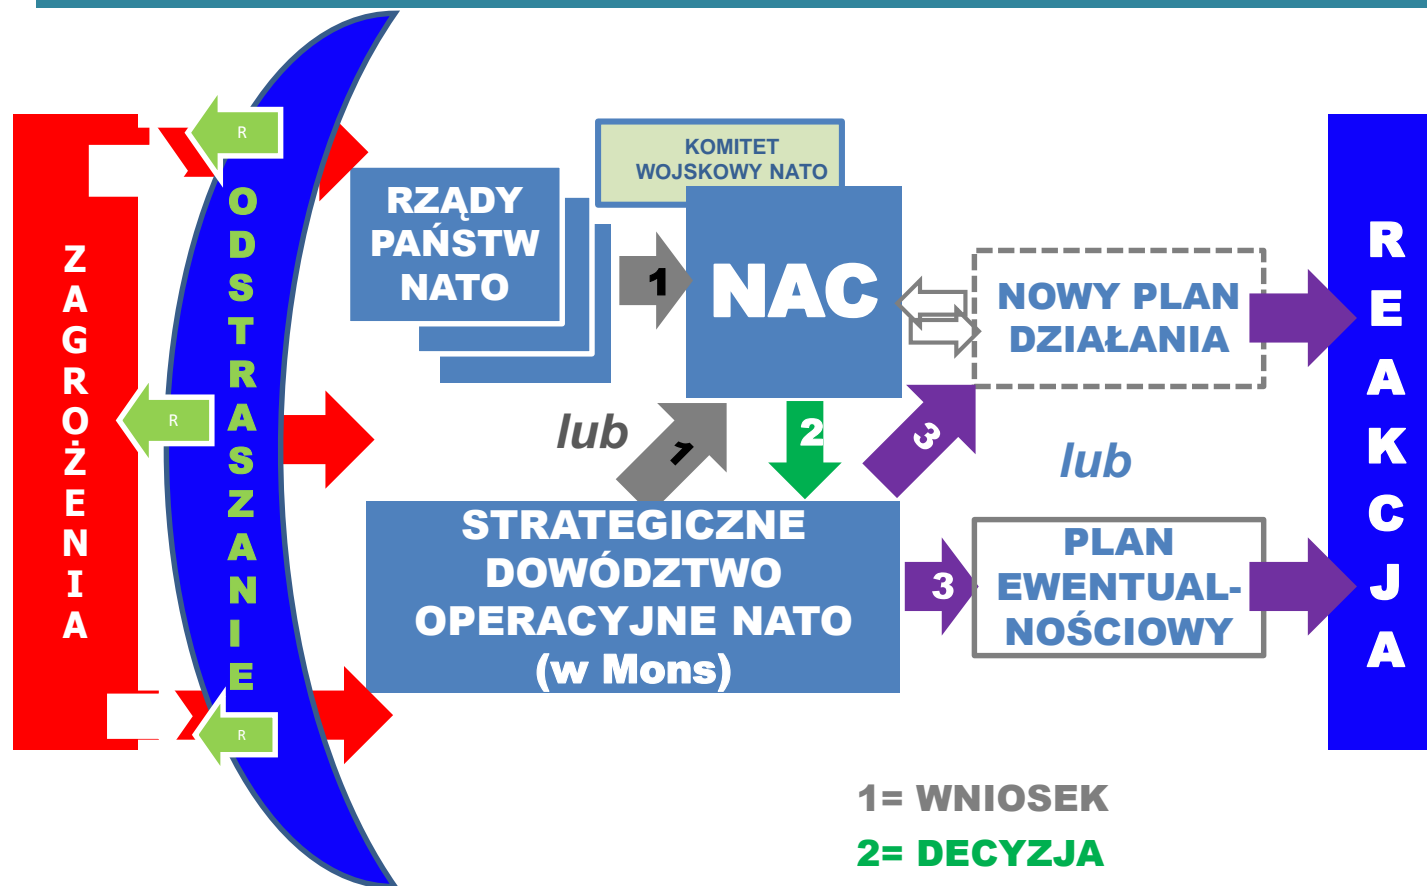 ZAGROŻENIA
R
R
R
ODSTRASZANIE
KOMITET
WOJSKOWY NATO
RZĄDY
PAŃSTW
NATO
1
NAC
NOWY PLAN
DZIAŁANIA
lub
1
2
3
lub
STRATEGICZNE
DOWÓDZTWO
OPERACYJNE NATO
(w Mons)
3
PLAN
EWENTUAL-
NOŚCIOWY
REAKCJA
1= WNIOSEK
2= DECYZJA